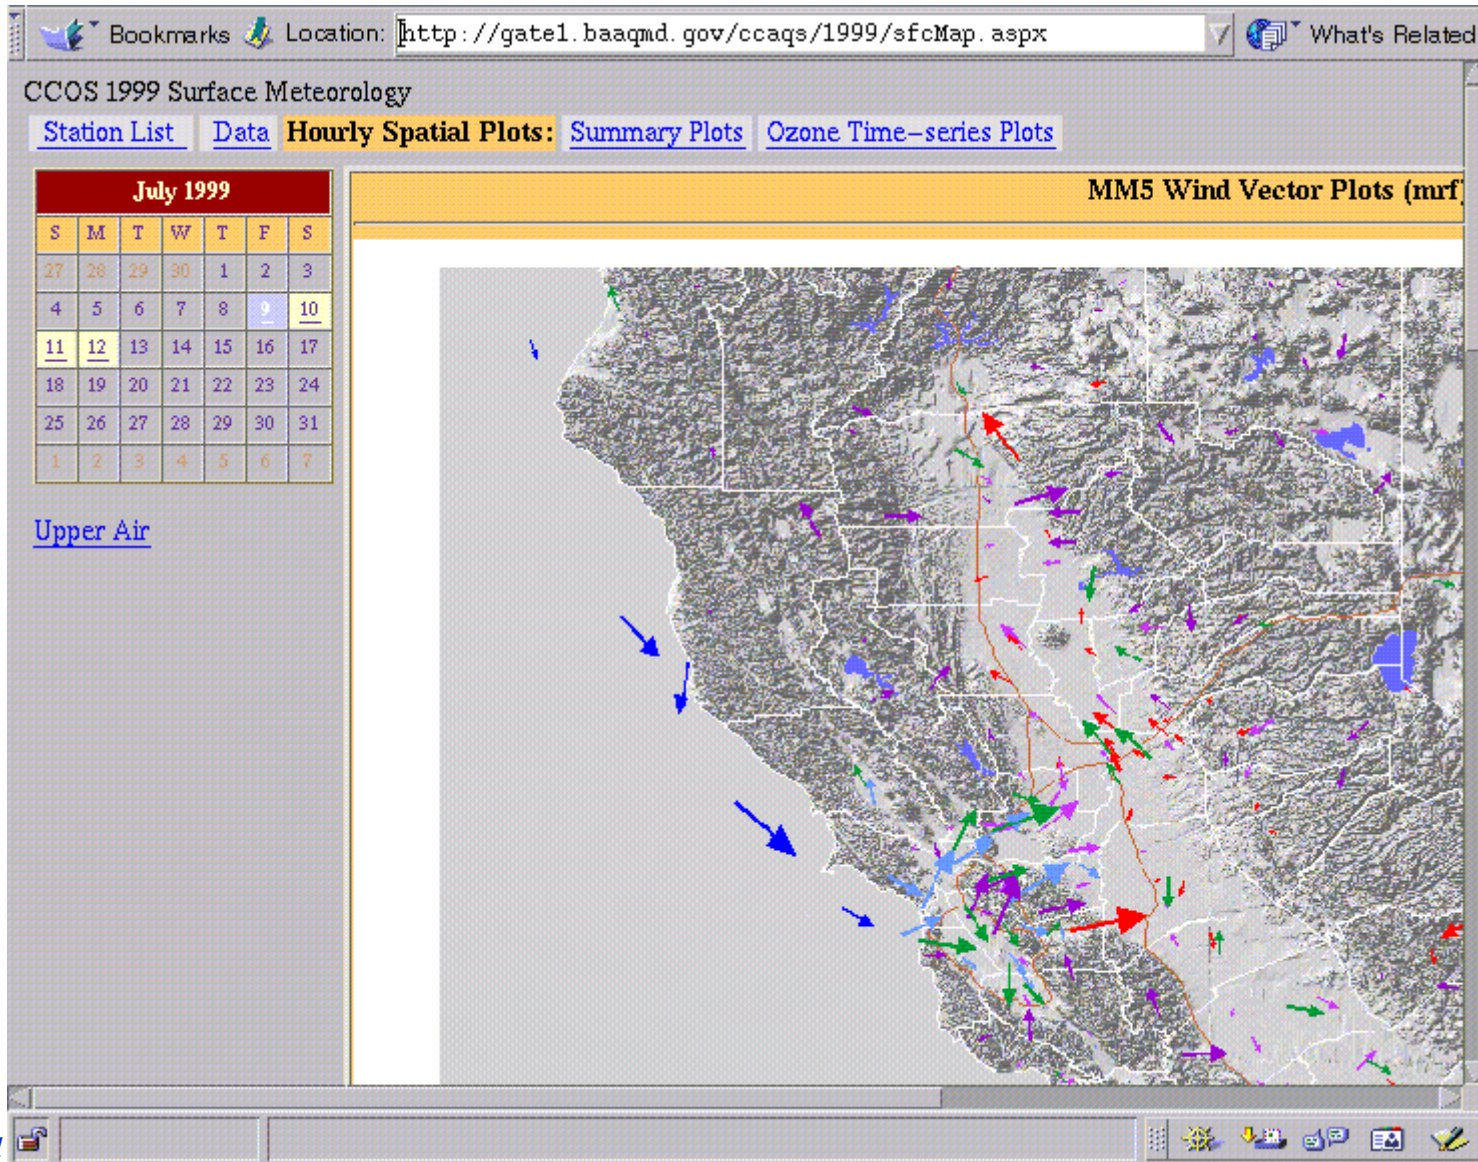 Bookmarks Location: http://gate1.baaqmd.gov/ccaqs/1999/sfcMap.aspx What's Related
CCOS 1999 Surface Meteorology
Station List Data Hourly Spatial Plots: Summary Plots Ozone Time-series Plots
July 1999
MM5 Wind Vector Plots (mrf)
S M T W T F S
27 28 29 30 1 2 3
4 5 6 7 8 9 10
11 12 13 14 15 16 17
18 19 20 21 22 23 24
25 26 27 28 29 30 31
1 2 3 4 5 6 7
Upper Air